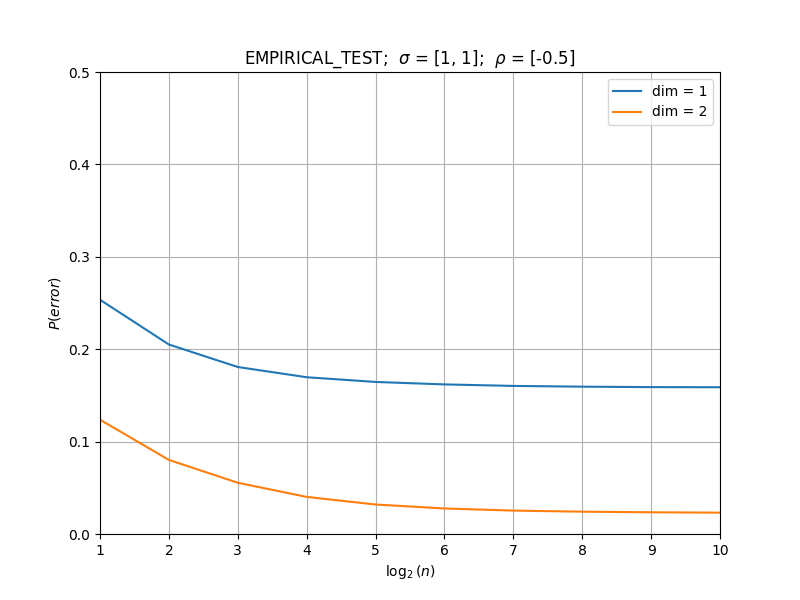 EMPIRICAL_TEST;  σ = [1, 1];  ρ = [-0.5]
dim = 1
dim = 2
0.5
0.4
0.3
0.2
0.1
0.0
P(error)
1 2 3 4 5 6 7 8 9 10
log₂(n)